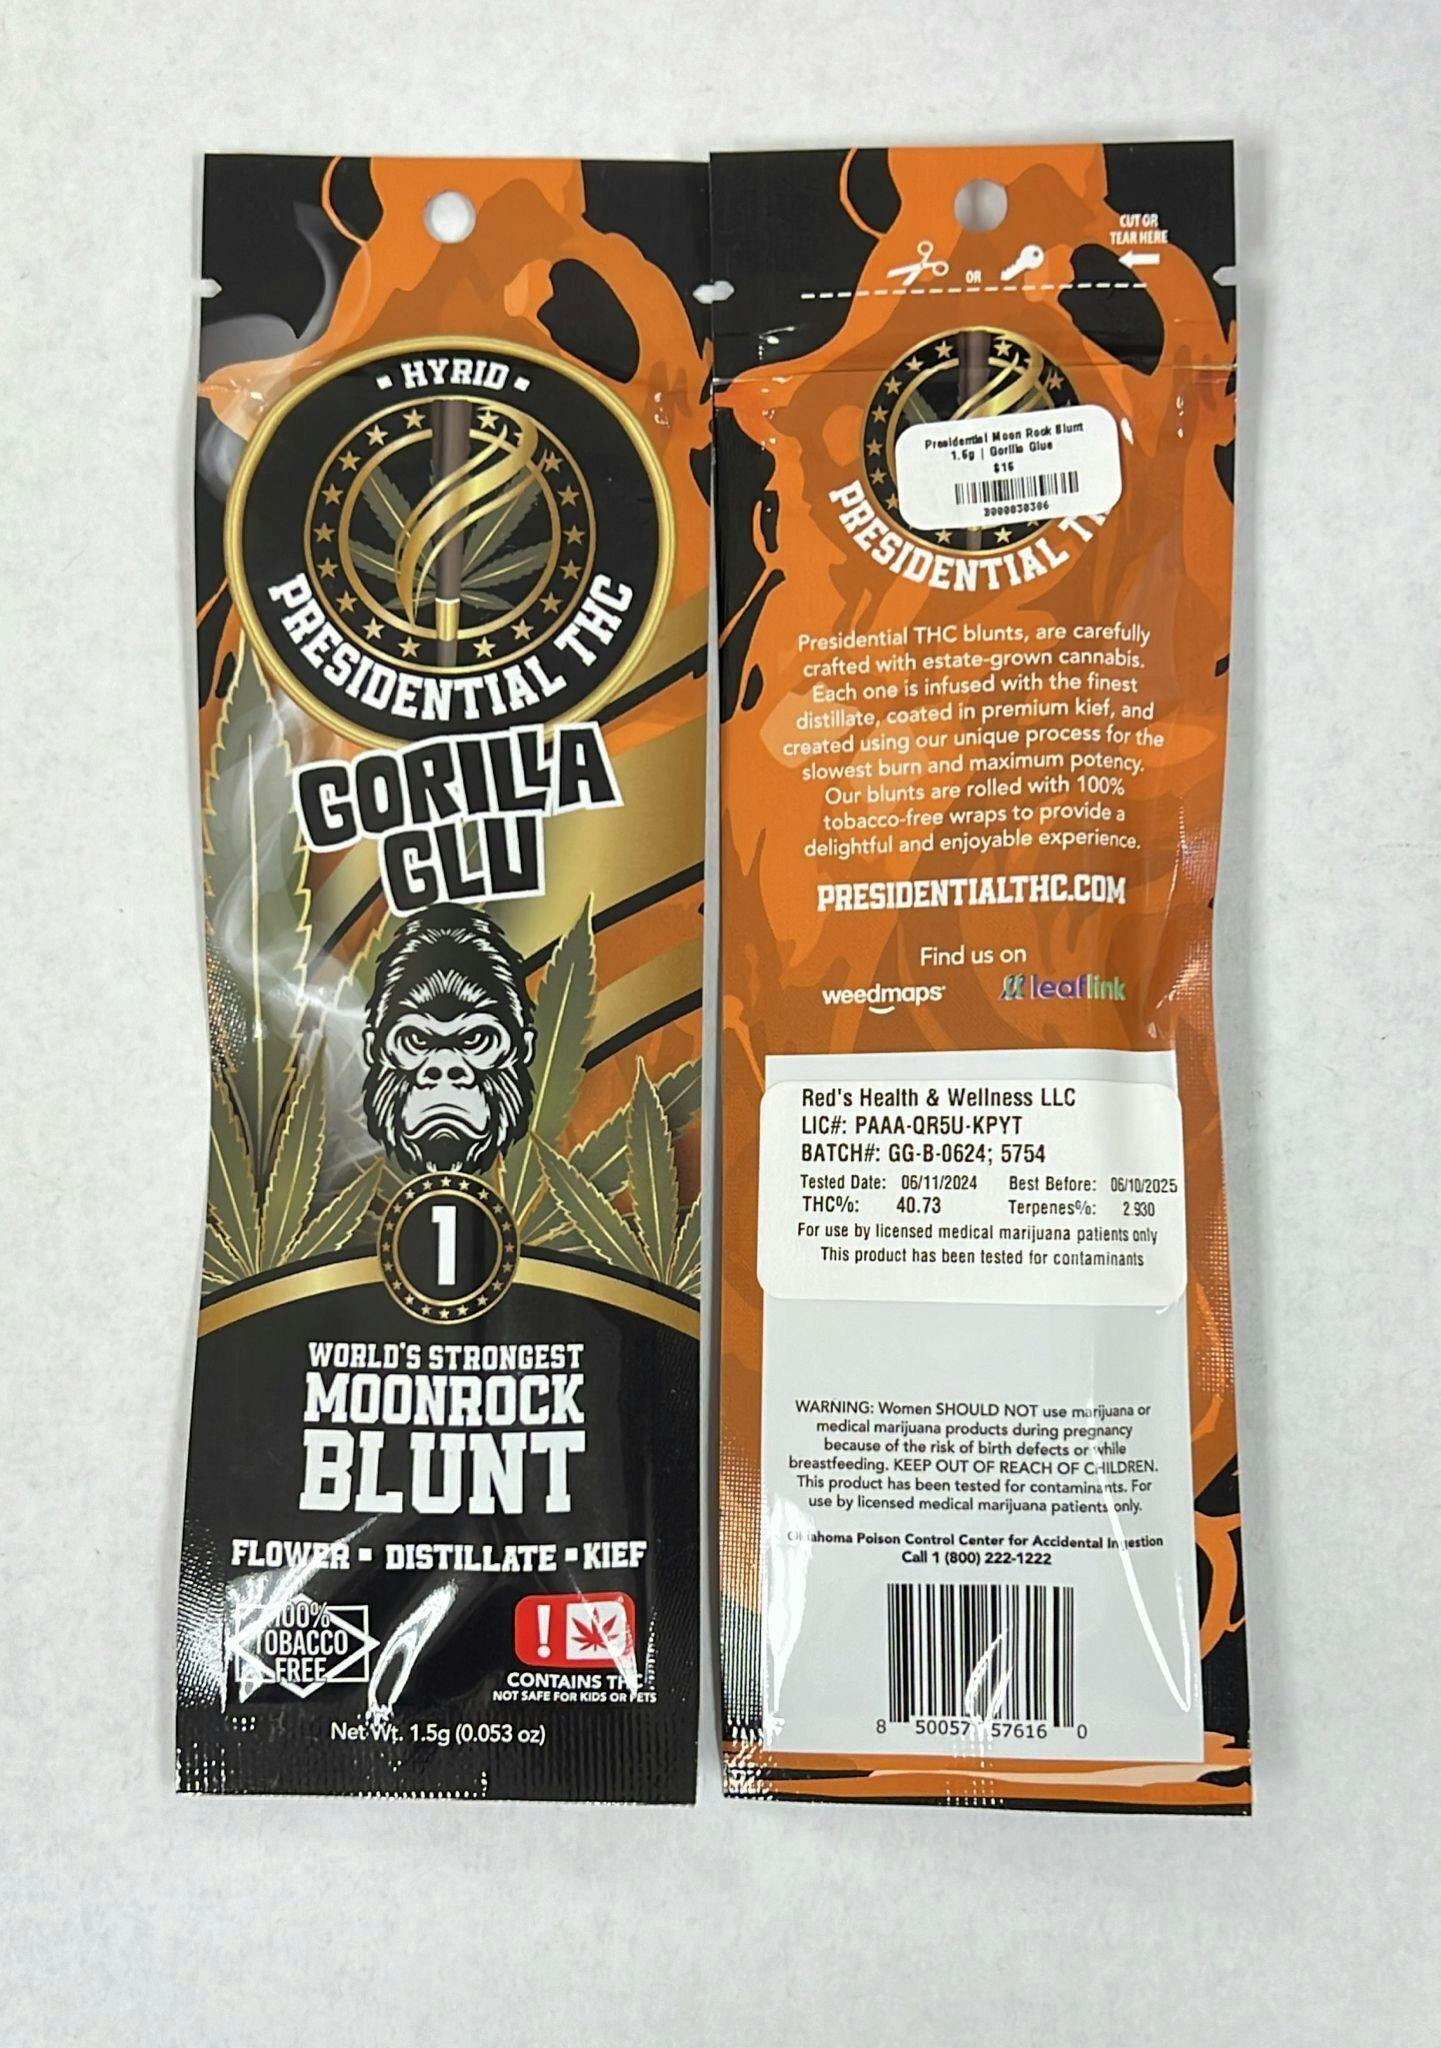 HYRID
PRESIDENTIAL THC
GORILLA
GLU
1
WORLD'S STRONGEST
MOONROCK
BLUNT
FLOWER ▪ DISTILLATE ▪ KIEF
100%
TOBACCO
FREE
!
CONTAINS THC
NOT SAFE FOR KIDS OR PETS
Net Wt. 1.5g (0.053 oz)
CUT OR
TEAR HERE
OR
Presidential Moon Rock Blunt
1.5g | Gorilla Glue
$16
B000030306
PRESIDENTIAL
Presidential THC blunts, are carefully
crafted with estate-grown cannabis.
Each one is infused with the finest
distillate, coated in premium kief, and
created using our unique process for the
slowest burn and maximum potency.
Our blunts are rolled with 100%
tobacco-free wraps to provide a
delightful and enjoyable experience.
PRESIDENTIALTHC.COM
Find us on
weedmaps leaflink
Red's Health & Wellness LLC
LIC#: PAAA-QR5U-KPYT
BATCH#: GG-B-0624; 5754
Tested Date: 06/11/2024 Best Before: 06/10/2025
THC%: 40.73 Terpenes%: 2.930
For use by licensed medical marijuana patients only
This product has been tested for contaminants
WARNING: Women SHOULD NOT use marijuana or
medical marijuana products during pregnancy
because of the risk of birth defects or while
breastfeeding. KEEP OUT OF REACH OF CHILDREN.
This product has been tested for contaminants. For
use by licensed medical marijuana patients only.
Oklahoma Poison Control Center for Accidental Ingestion
Call 1 (800) 222-1222
8 50057 57616 0